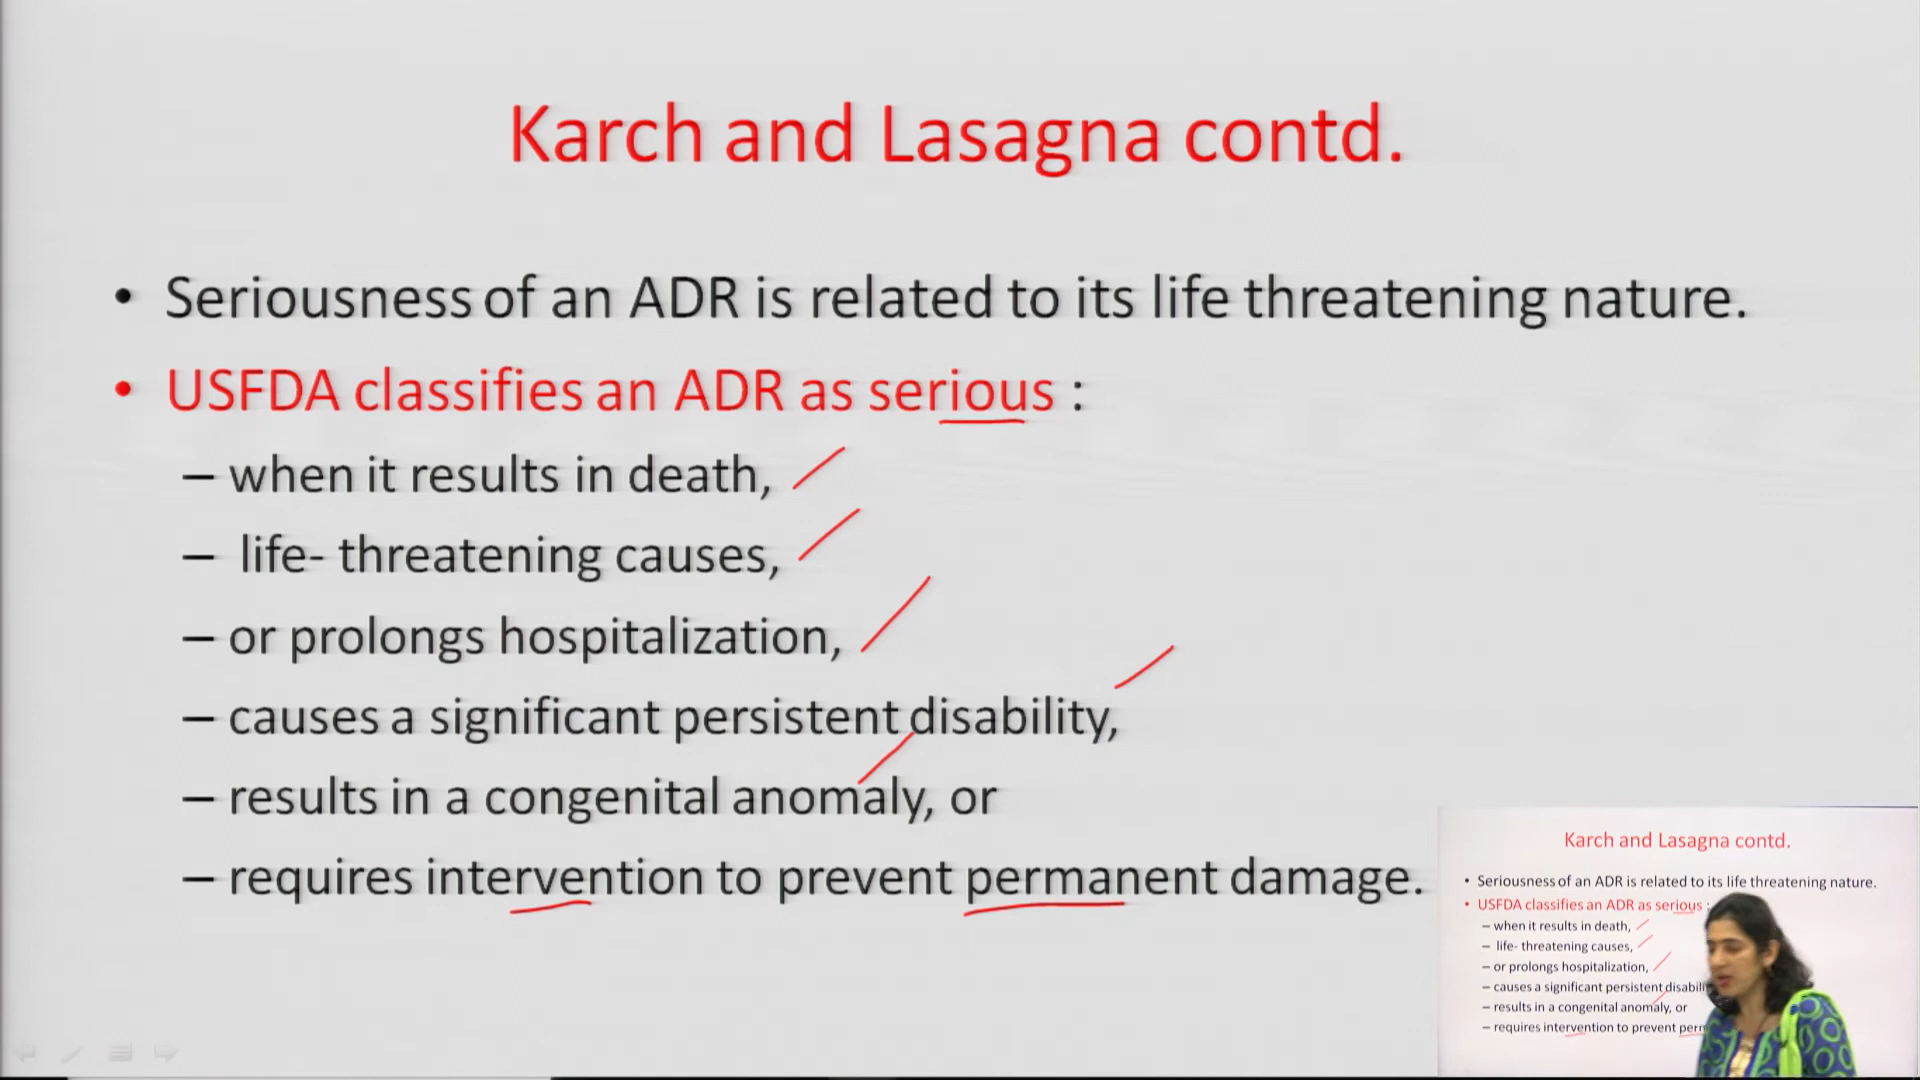 Karch and Lasagna contd.
• Seriousness of an ADR is related to its life threatening nature.
• USFDA classifies an ADR as serious :
– when it results in death,
– life- threatening causes,
– or prolongs hospitalization,
– causes a significant persistent disability,
– results in a congenital anomaly, or
– requires intervention to prevent permanent damage.
Karch and Lasagna contd.
• Seriousness of an ADR is related to its life threatening nature.
• USFDA classifies an ADR as serious :
– when it results in death,
– life- threatening causes,
– or prolongs hospitalization,
– causes a significant persistent disabili
– results in a congenital anomaly, or
– requires intervention to prevent perm